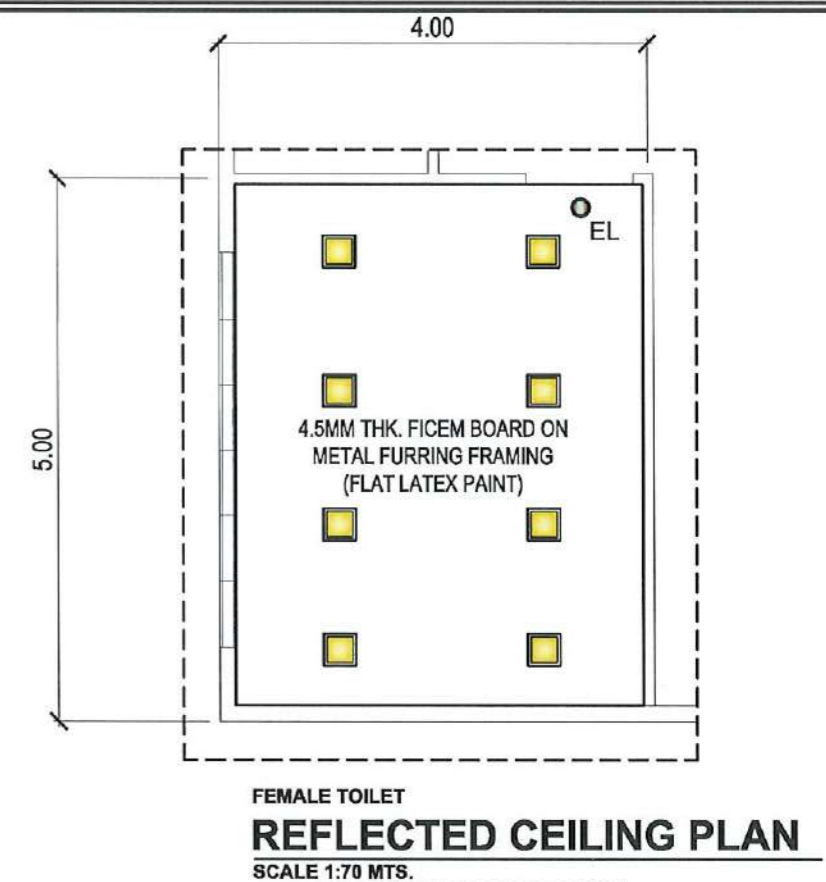 4.00
EL
5.00
4.5MM THK. FICEM BOARD ON
METAL FURRING FRAMING
(FLAT LATEX PAINT)
FEMALE TOILET
REFLECTED CEILING PLAN
SCALE 1:70 MTS.